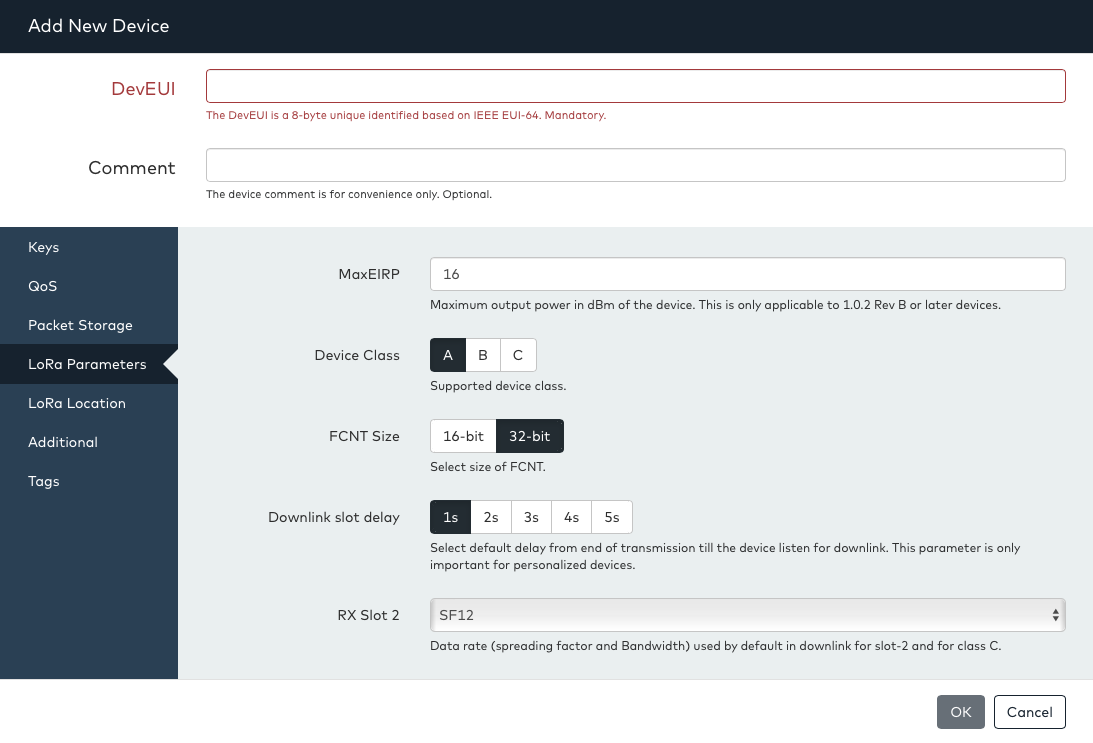 Add New Device
DevEUI
The DevEUI is a 8-byte unique identified based on IEEE EUI-64. Mandatory.
Comment
The device comment is for convenience only. Optional.
Keys
QoS
Packet Storage
LoRa Parameters
LoRa Location
Additional
Tags
MaxEIRP
16
Maximum output power in dBm of the device. This is only applicable to 1.0.2 Rev B or later devices.
Device Class
A B C
Supported device class.
FCNT Size
16-bit 32-bit
Select size of FCNT.
Downlink slot delay
1s 2s 3s 4s 5s
Select default delay from end of transmission till the device listen for downlink. This parameter is only
important for personalized devices.
RX Slot 2
SF12
Data rate (spreading factor and Bandwidth) used by default in downlink for slot-2 and for class C.
OK Cancel